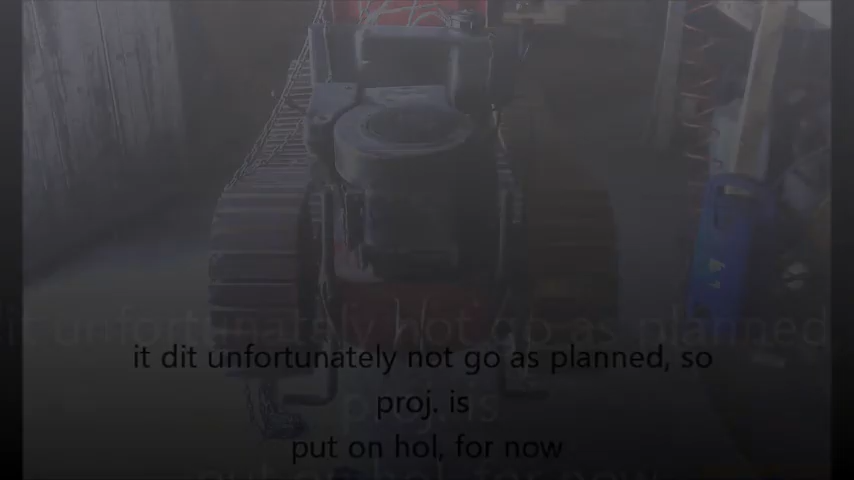 it dit unfortunately not go as planned, so
proj. is
put on hol, for now